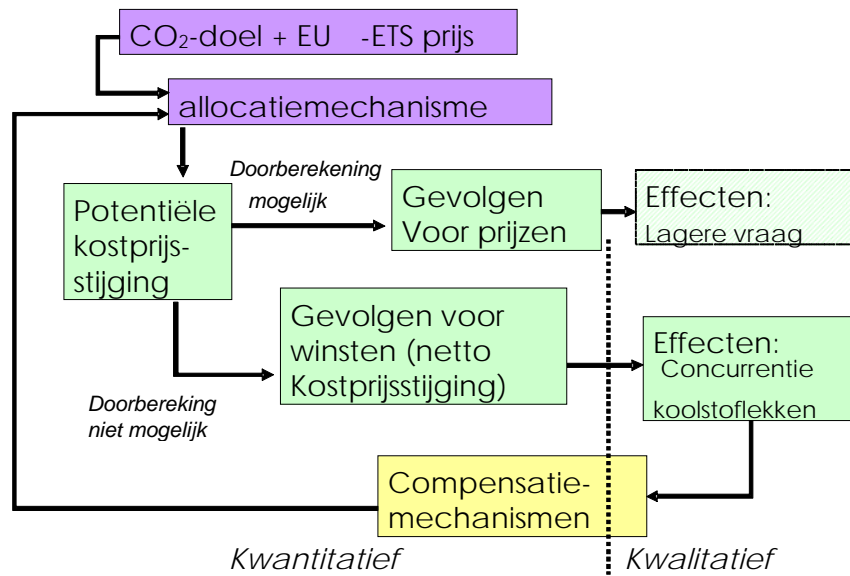 CO₂-doel + EU -ETS prijs
allocatiemechanisme
Doorberekening
mogelijk
Potentiële
kostprijs-
stijging
Gevolgen
Voor prijzen
Effecten:
Lagere vraag
Gevolgen voor
winsten (netto
Kostprijsstijging)
Effecten:
Concurrentie
koolstoflekken
Doorbereking
niet mogelijk
Compensatie-
mechanismen
Kwantitatief
Kwalitatief